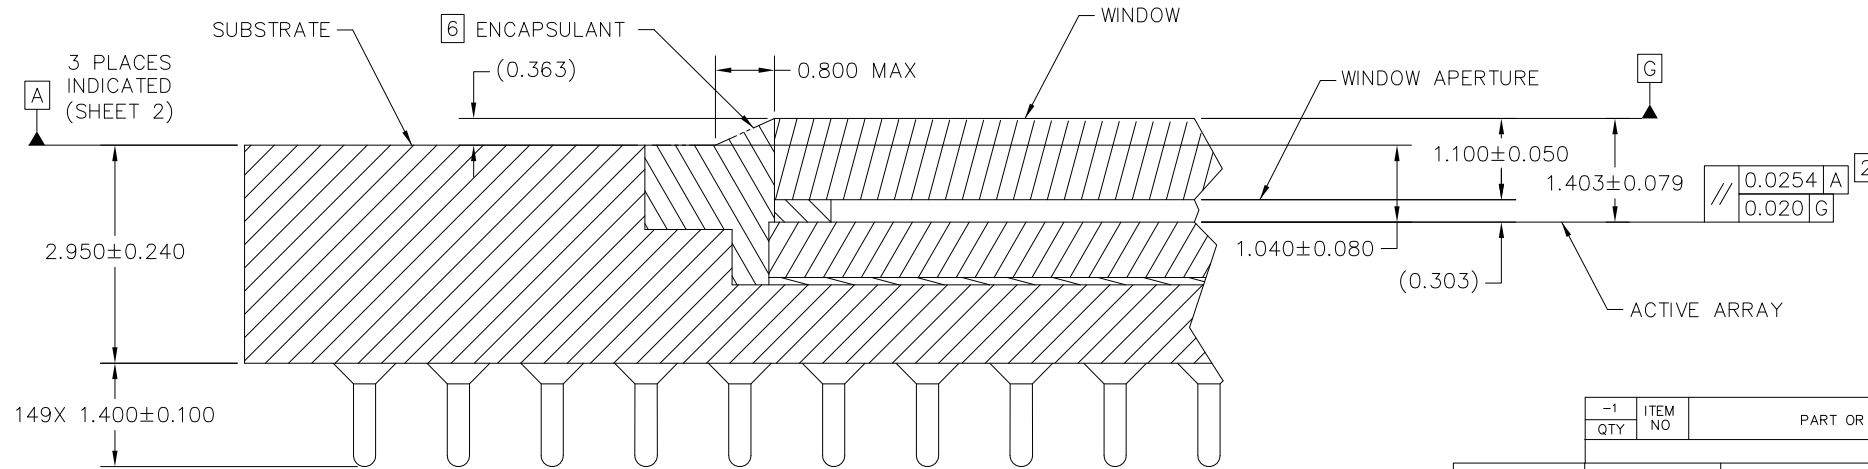 SUBSTRATE
6 ENCAPSULANT
WINDOW
3 PLACES
INDICATED
(SHEET 2)
A
(0.363)
0.800 MAX
WINDOW APERTURE
G
1.100±0.050
1.403±0.079
// 0.0254 A
0.020 G
2
2.950±0.240
1.040±0.080
(0.303)
ACTIVE ARRAY
149X 1.400±0.100
-1
QTY
ITEM
NO
PART OR